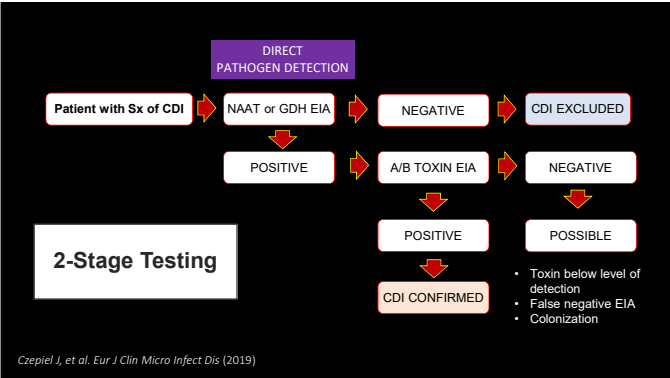 DIRECT
PATHOGEN DETECTION
Patient with Sx of CDI
NAAT or GDH EIA
NEGATIVE
CDI EXCLUDED
POSITIVE
A/B TOXIN EIA
NEGATIVE
POSITIVE
POSSIBLE
2-Stage Testing
CDI CONFIRMED
• Toxin below level of
detection
• False negative EIA
• Colonization
Czepiel J, et al. Eur J Clin Micro Infect Dis (2019)